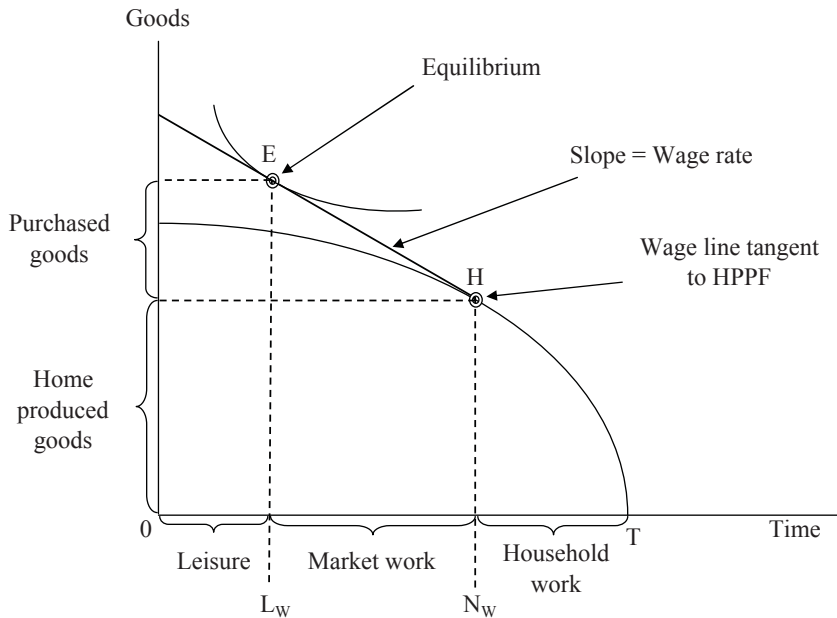 Goods
Equilibrium
E
Slope = Wage rate
Purchased
goods
H
Wage line tangent
to HPPF
Home
produced
goods
0
T
Time
Leisure
Market work
Household
work
L_W
N_W